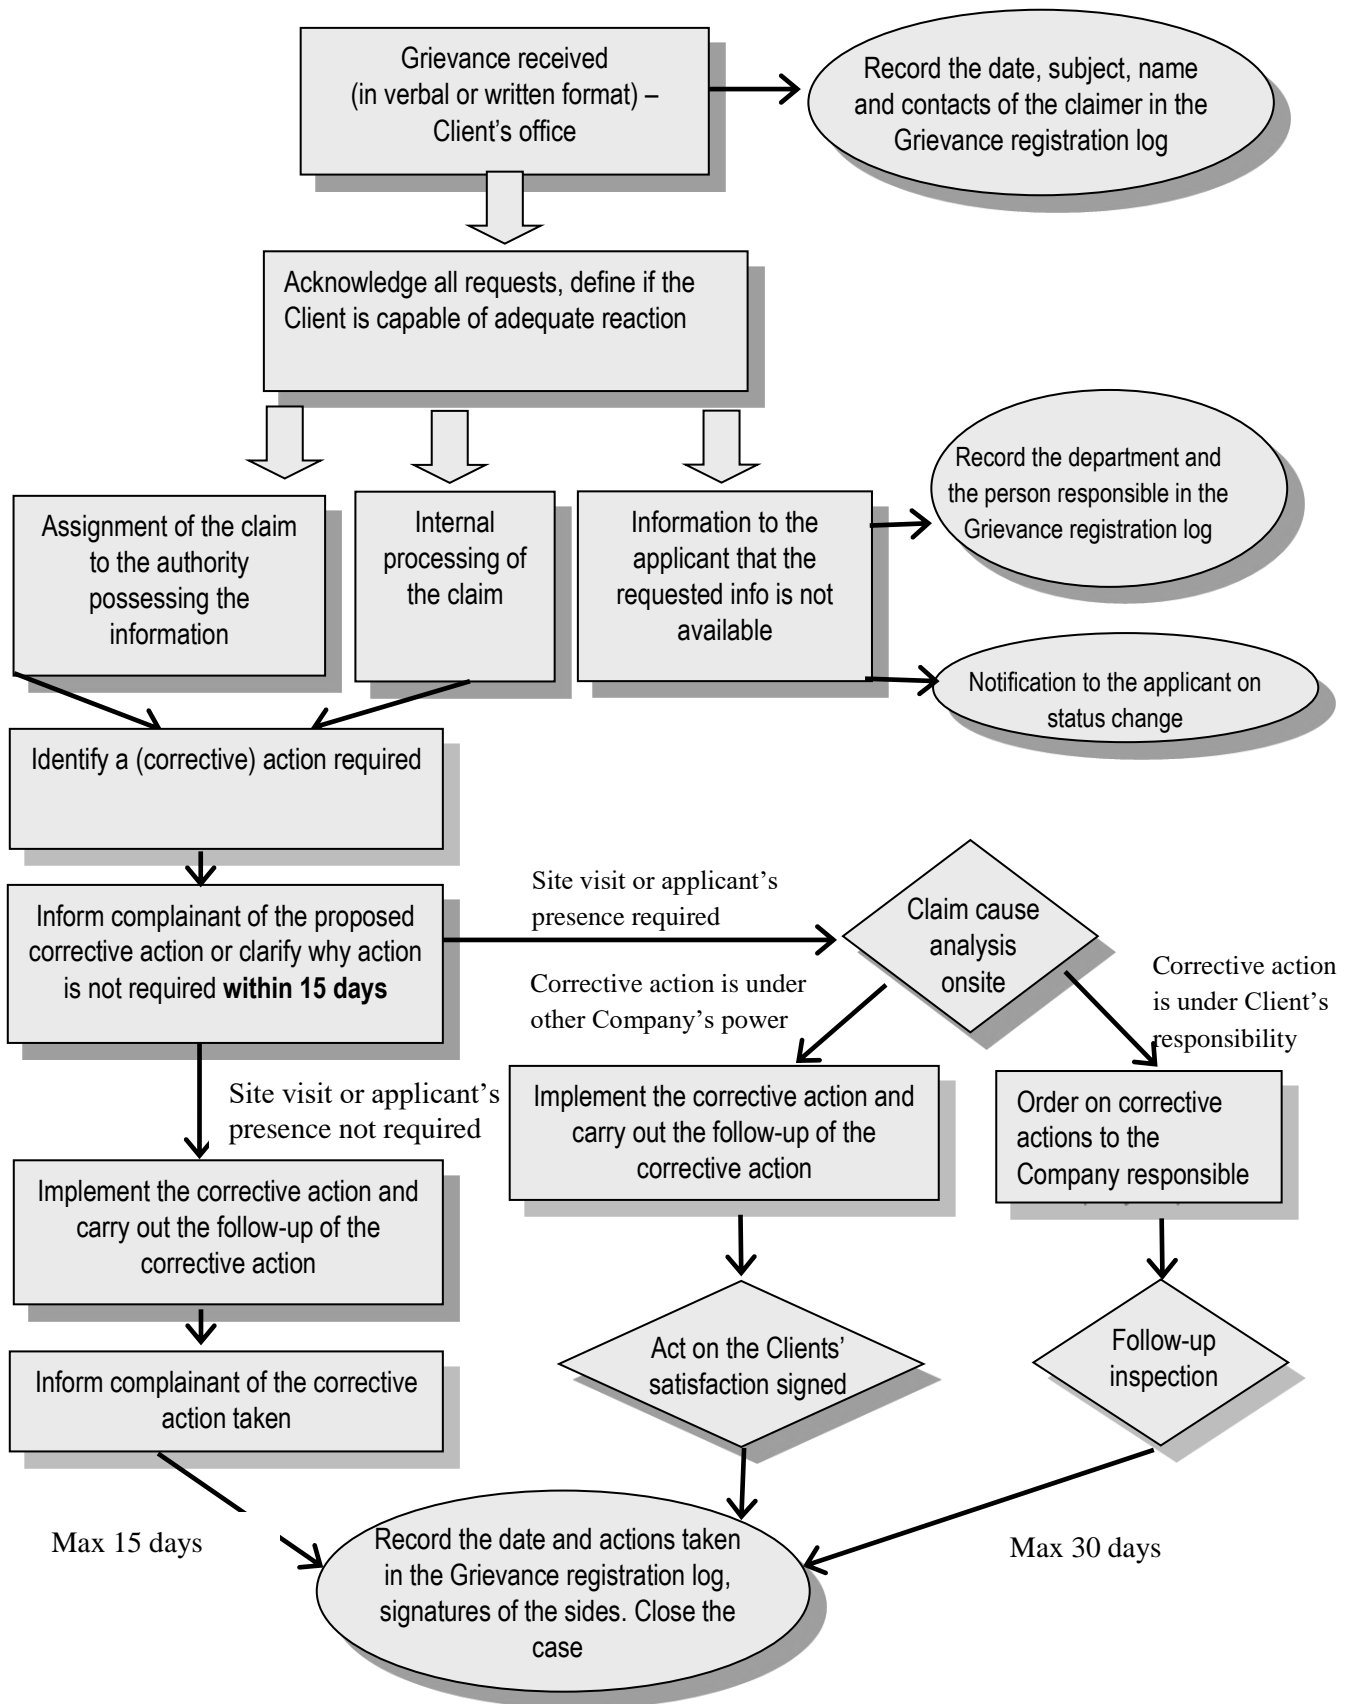 Grievance received
(in verbal or written format) –
Client’s office
Record the date, subject, name
and contacts of the claimer in the
Grievance registration log
Acknowledge all requests, define if the
Client is capable of adequate reaction
Assignment of the claim
to the authority
possessing the
information
Internal
processing of
the claim
Information to the
applicant that the
requested info is not
available
Record the department and
the person responsible in the
Grievance registration log
Notification to the applicant on
status change
Identify a (corrective) action required
Inform complainant of the proposed
corrective action or clarify why action
is not required within 15 days
Site visit or applicant’s
presence required
Claim cause
analysis
onsite
Corrective action is under
other Company’s power
Corrective action
is under Client’s
responsibility
Site visit or applicant’s
presence not required
Implement the corrective action and
carry out the follow-up of the
corrective action
Order on corrective
actions to the
Company responsible
Implement the corrective action and
carry out the follow-up of the
corrective action
Act on the Clients’
satisfaction signed
Follow-up
inspection
Inform complainant of the corrective
action taken
Max 15 days
Record the date and actions taken
in the Grievance registration log,
signatures of the sides. Close the
case
Max 30 days